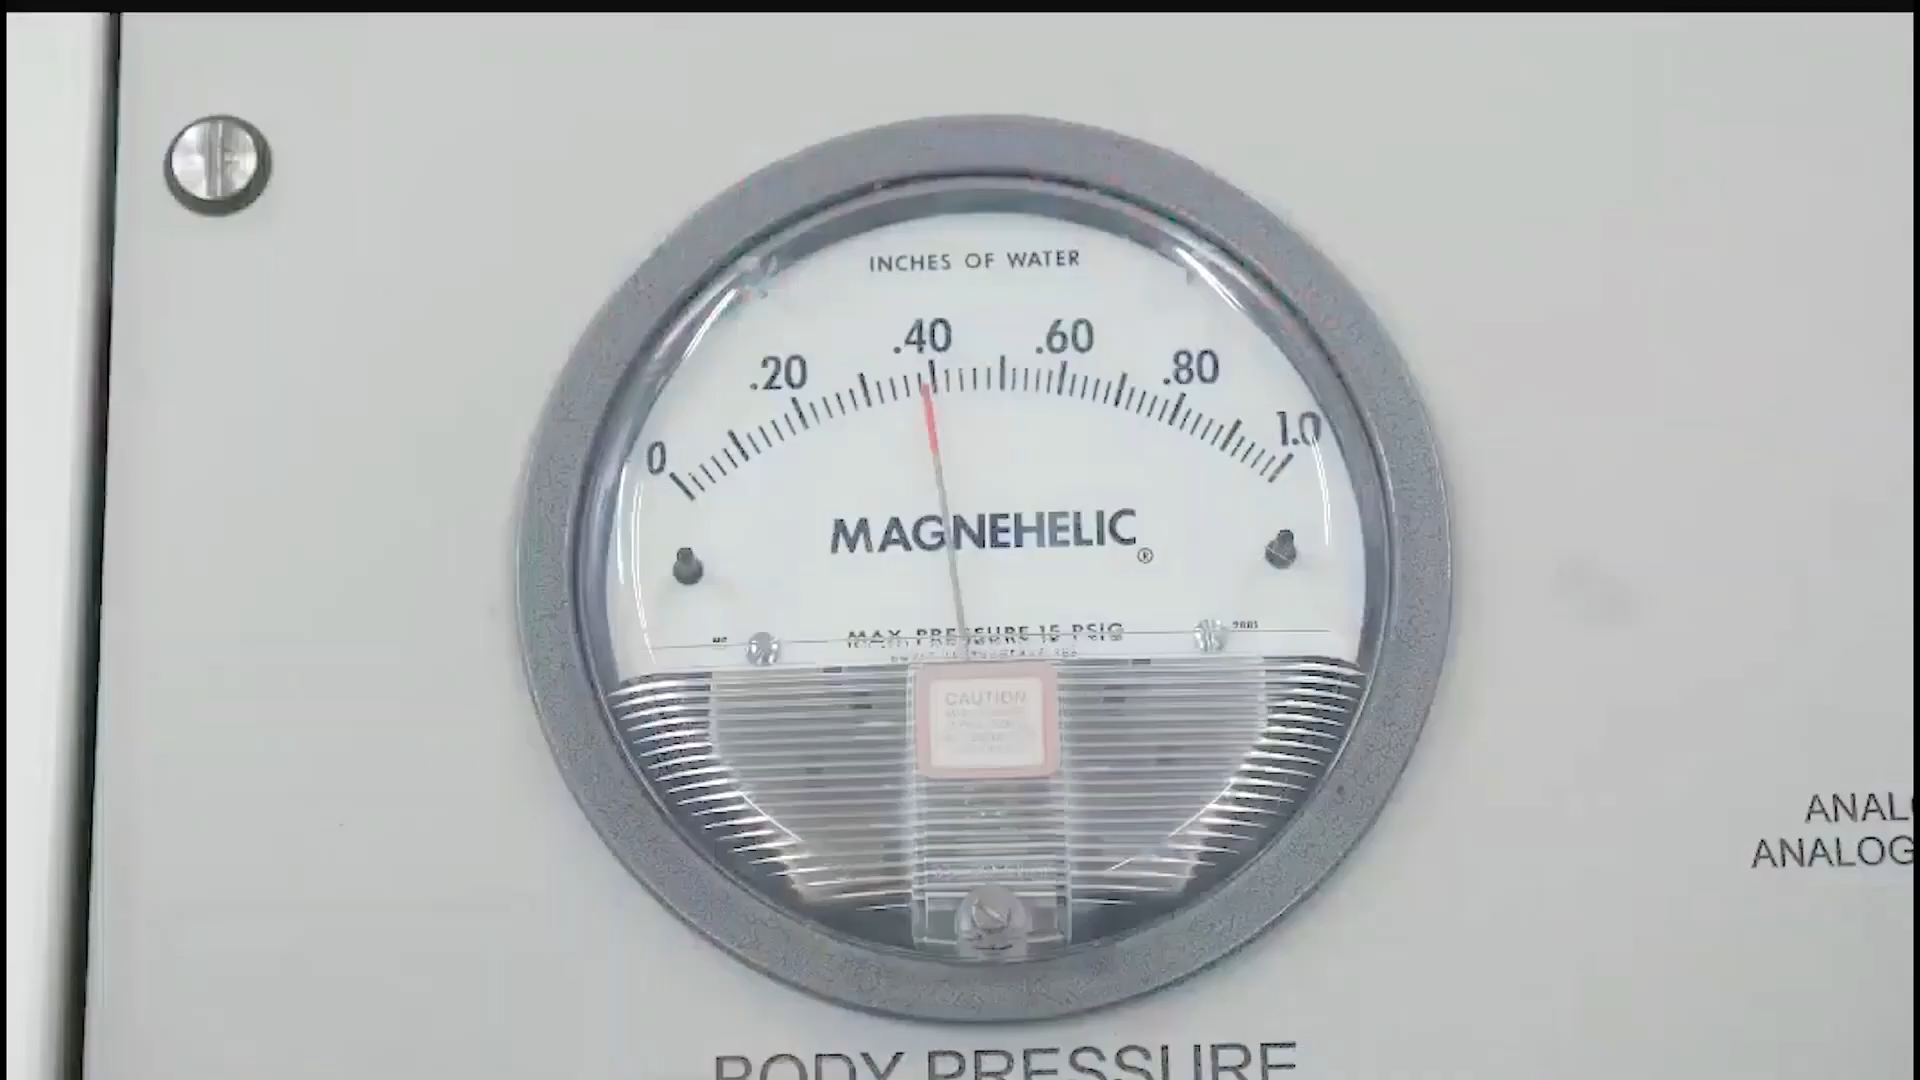 INCHES OF WATER
0 .20 .40 .60 .80 1.0
MAGNEHELIC®
MAX. PRESSURE 15 PSIG
CAUTION
BODY PRESSURE
ANAL
ANALOG